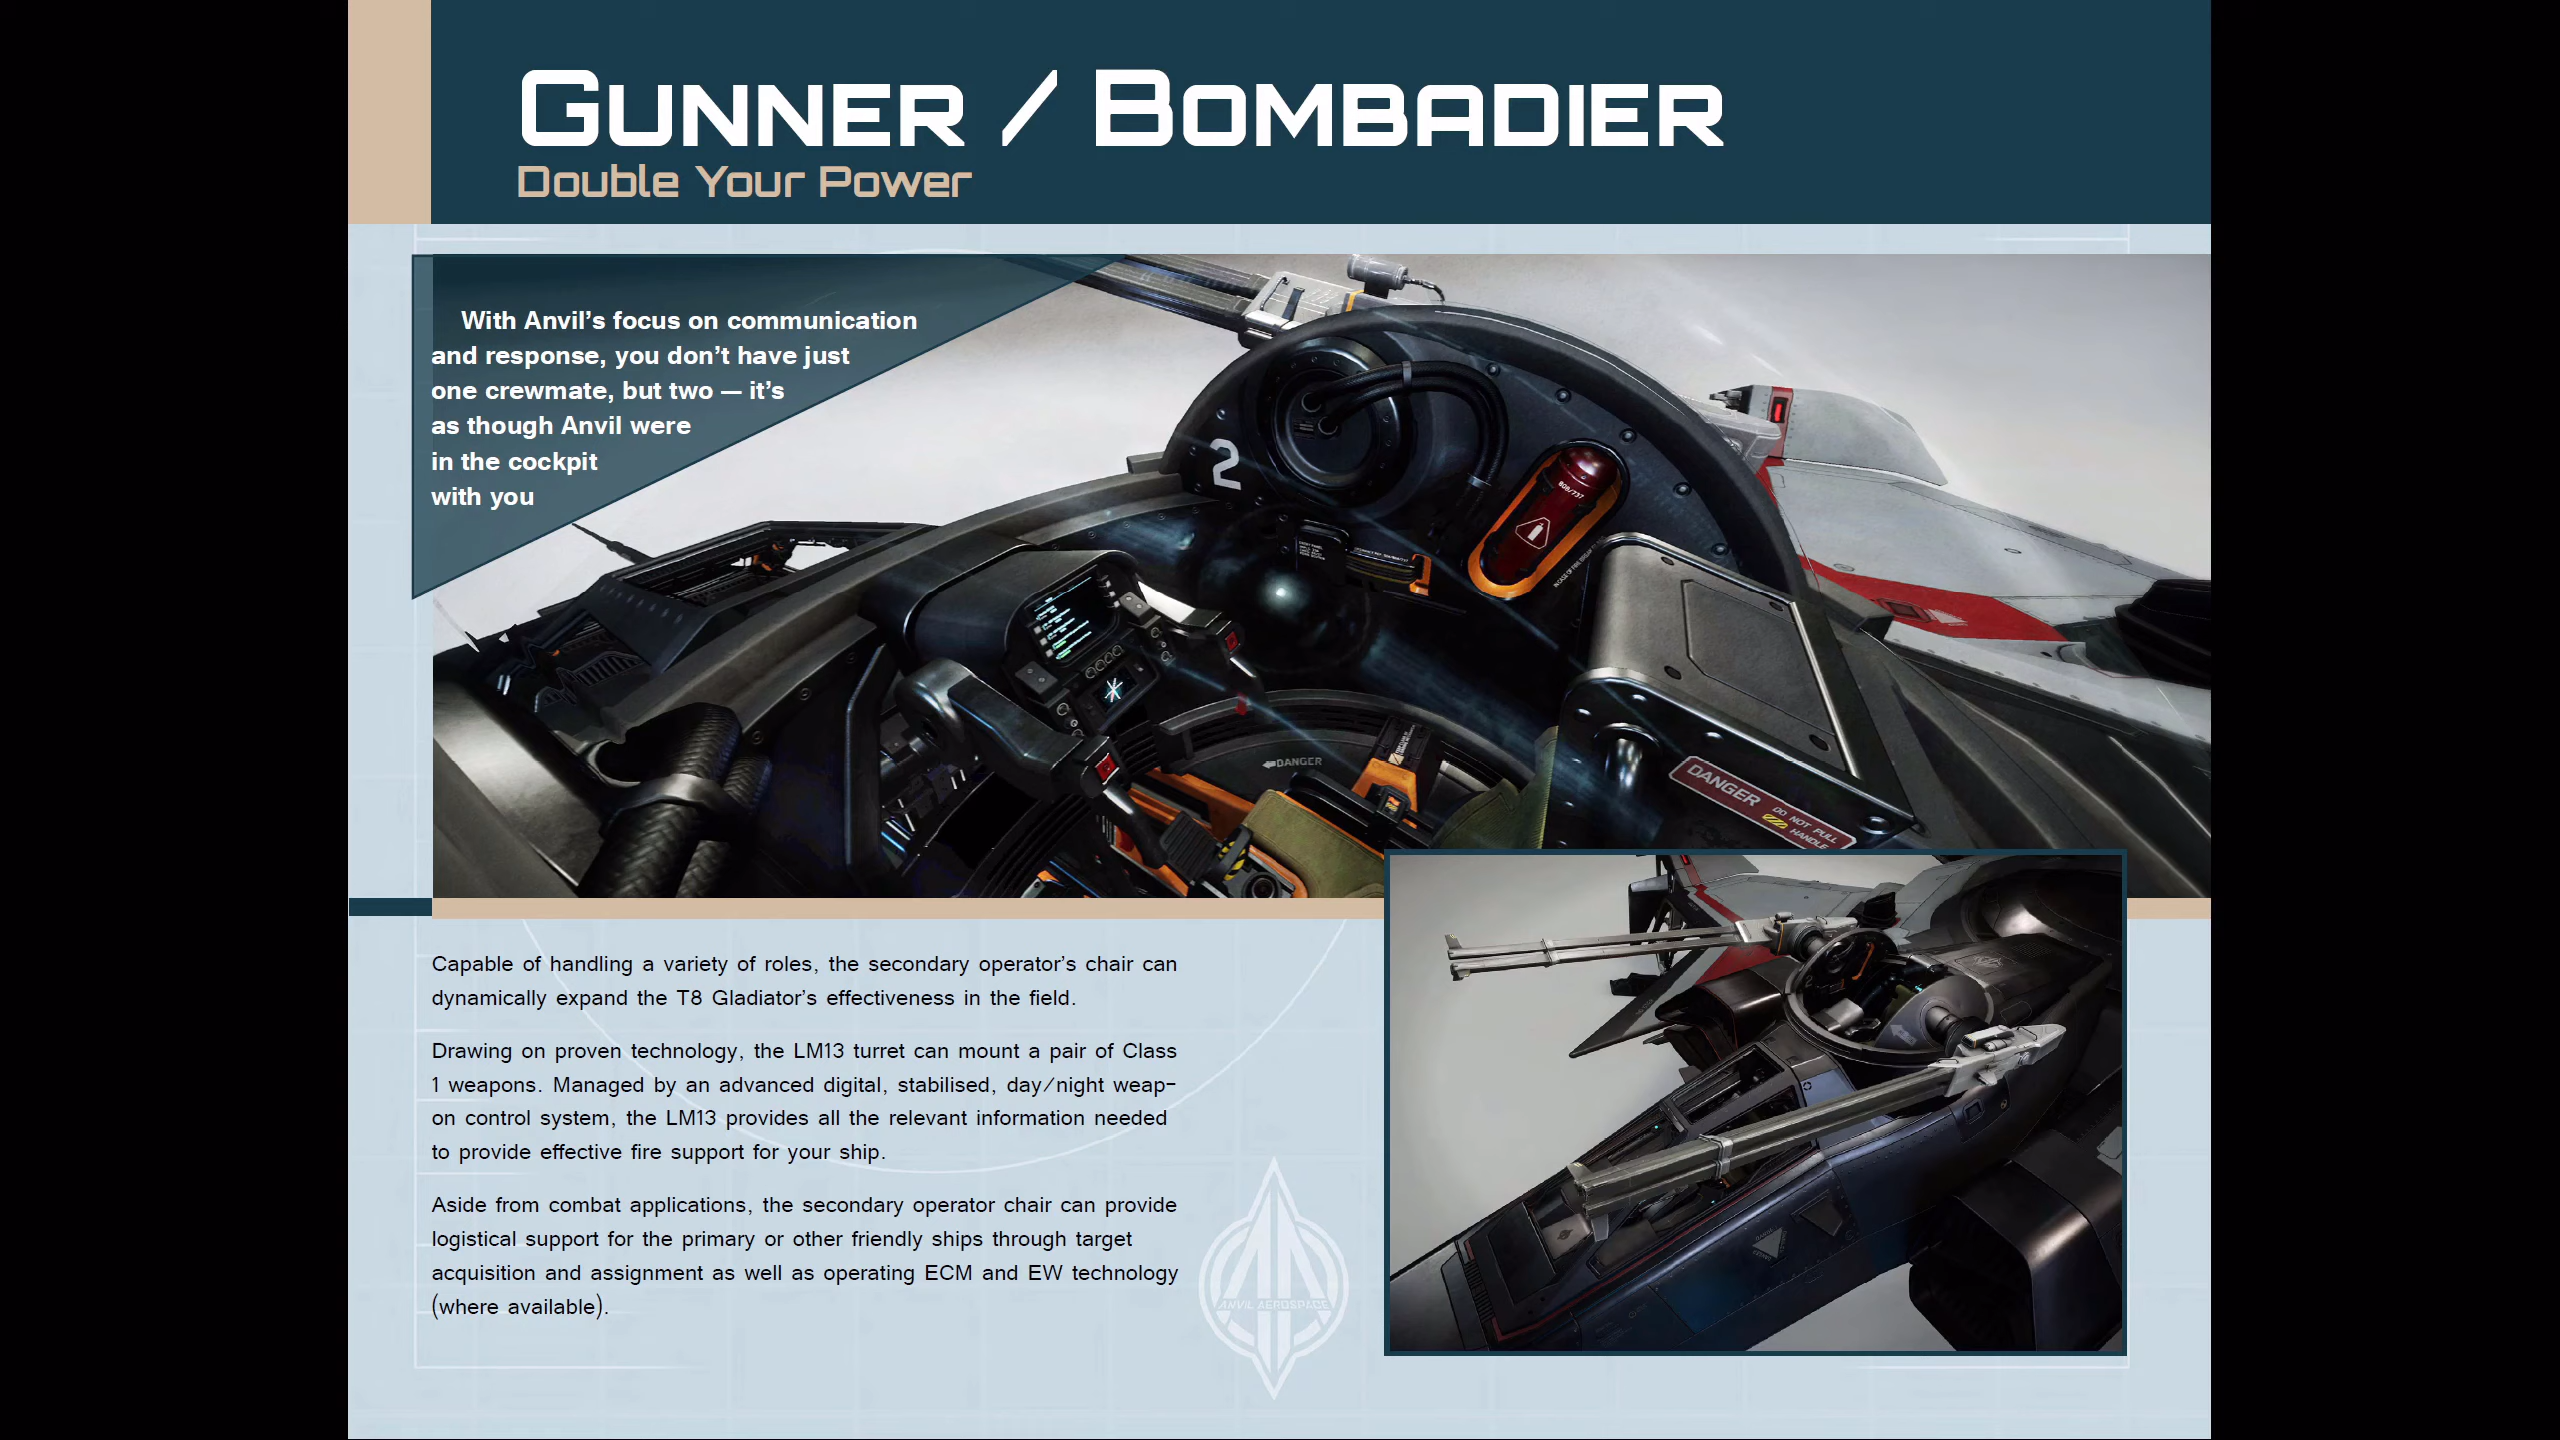 GUNNER / BOMBADIER
Double Your Power
With Anvil’s focus on communication
and response, you don’t have just
one crewmate, but two — it’s
as though Anvil were
in the cockpit
with you
2
808/737
DANGER
DANGER
DO NOT PULL
HANDLE
Capable of handling a variety of roles, the secondary operator’s chair can
dynamically expand the T8 Gladiator’s effectiveness in the field.
Drawing on proven technology, the LM13 turret can mount a pair of Class
1 weapons. Managed by an advanced digital, stabilised, day/night weap-
on control system, the LM13 provides all the relevant information needed
to provide effective fire support for your ship.
Aside from combat applications, the secondary operator chair can provide
logistical support for the primary or other friendly ships through target
acquisition and assignment as well as operating ECM and EW technology
(where available).
ANVIL AEROSPACE